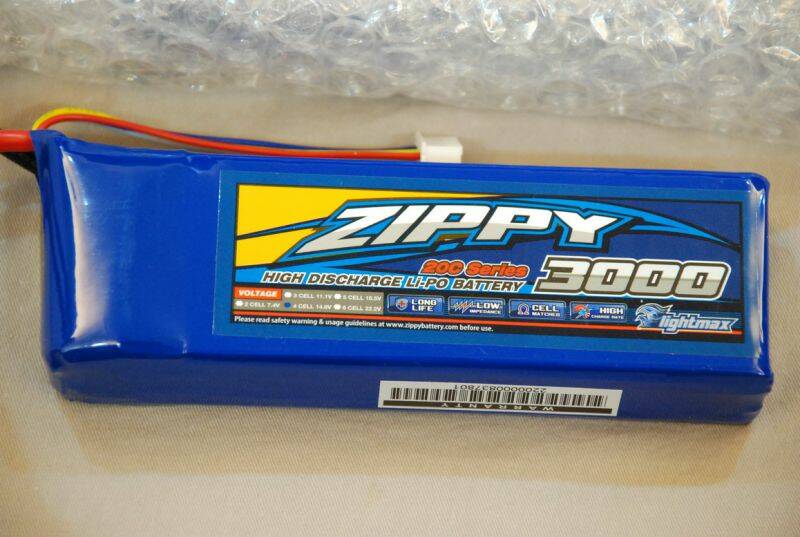 ZIPPY
20C Series
HIGH DISCHARGE LI-PO BATTERY 3000
VOLTAGE
3 CELL 11.1V 5 CELL 18.5V
2 CELL 7.4V 4 CELL 14.8V 6 CELL 22.2V
LONG LIFE
LOW IMPEDANCE
CELL MATCHED
HIGH CHARGE RATE
lightmax
Please read safety warning & usage guidelines at www.zippybattery.com before use.
WARRANTY
2200000837801